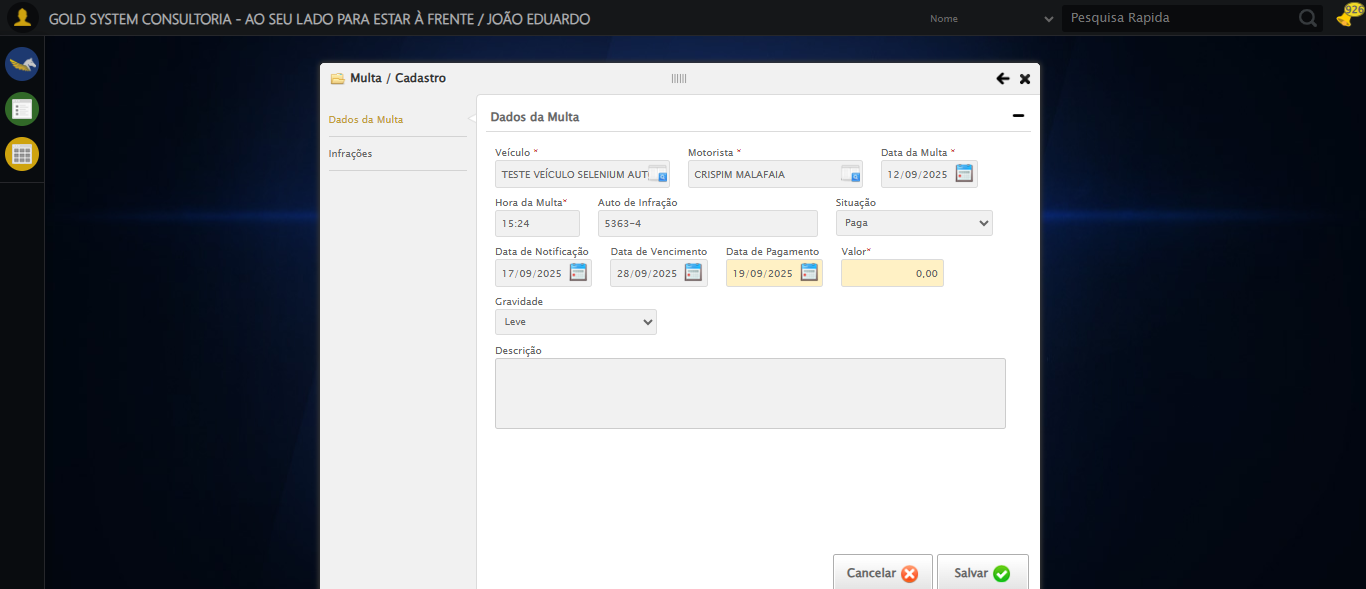 GOLD SYSTEM CONSULTORIA - AO SEU LADO PARA ESTAR À FRENTE / JOÃO EDUARDO
Nome
Pesquisa Rapida
926
Multa / Cadastro
Dados da Multa
Infrações
Dados da Multa
Veículo * Motorista * Data da Multa *
TESTE VEÍCULO SELENIUM AUT CRISPIM MALAFAIA 12/09/2025
Hora da Multa* Auto de Infração Situação
15:24 5363-4 Paga
Data de Notificação Data de Vencimento Data de Pagamento Valor*
17/09/2025 28/09/2025 19/09/2025 0,00
Gravidade
Leve
Descrição
Cancelar Salvar